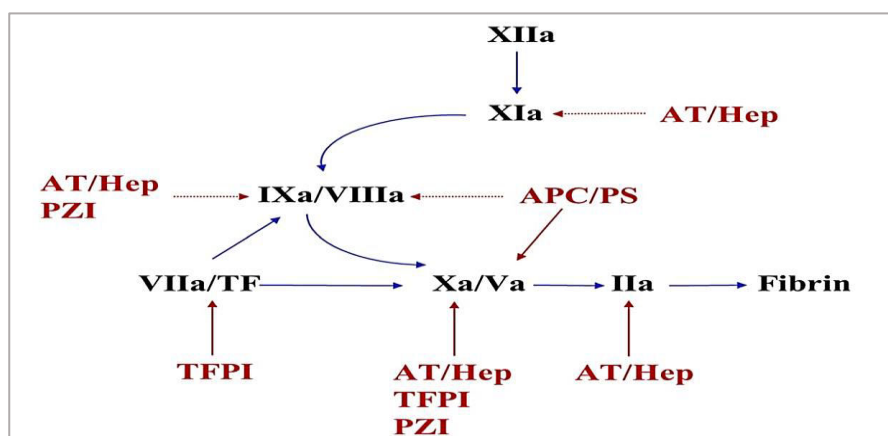 XIIa
XIa
AT/Hep
AT/Hep
PZI
IXa/VIIIa
APC/PS
VIIa/TF
Xa/Va
IIa
Fibrin
TFPI
AT/Hep
TFPI
PZI
AT/Hep